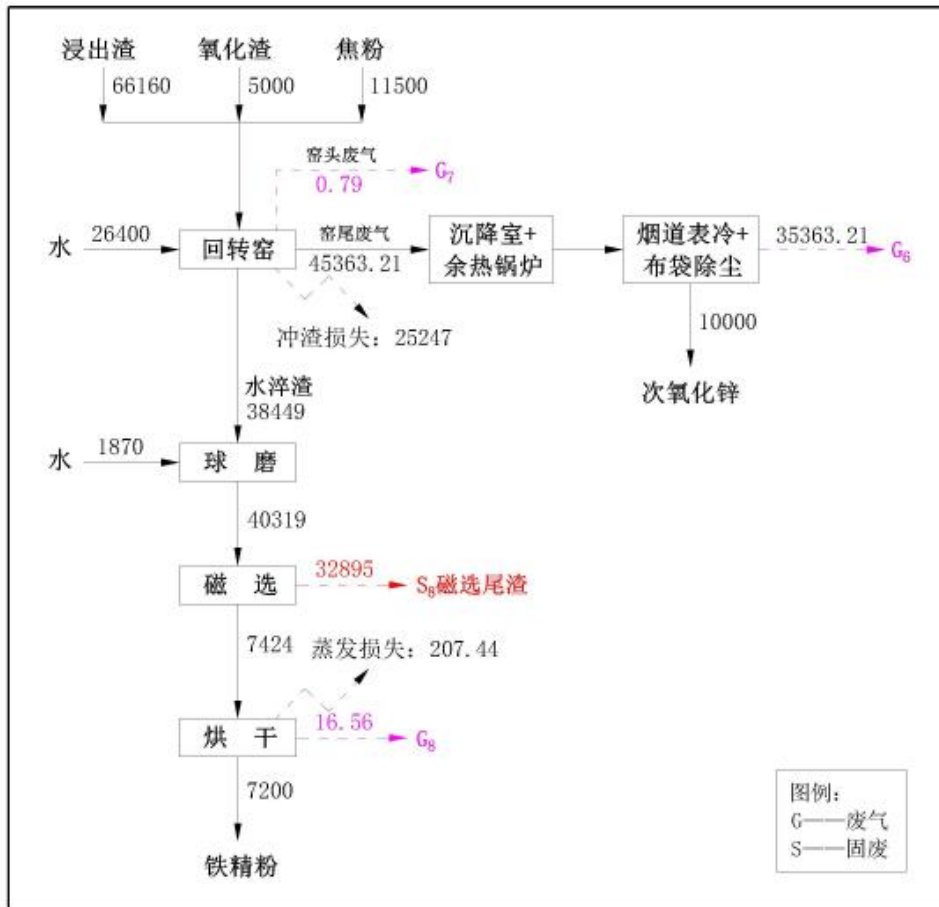 浸出渣 氧化渣 焦粉
66160 5000 11500
窑头废气
0.79 G₇
水 26400 回转窑 窑尾废气 45363.21
沉降室+
余热锅炉
烟道表冷+
布袋除尘
35363.21 G₆
冲渣损失: 25247
10000
次氧化锌
水淬渣
38449
水 1870 球 磨
40319
磁 选 32895 S₈磁选尾渣
7424 蒸发损失: 207.44
烘 干 16.56 G₈
7200
铁精粉
图例:
G——废气
S——固废